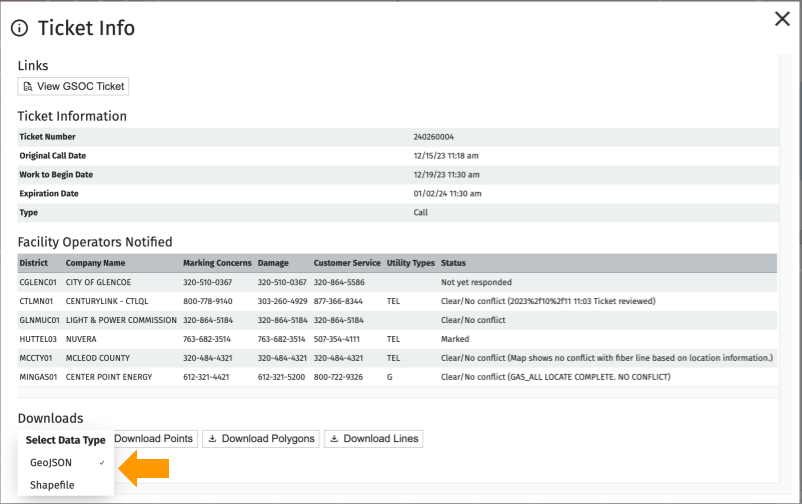 Ticket Info
Links
View GSOC Ticket
Ticket Information
Ticket Number 240260004
Original Call Date 12/15/23 11:18 am
Work to Begin Date 12/19/23 11:30 am
Expiration Date 01/02/24 11:30 am
Type Call
Facility Operators Notified
District Company Name Marking Concerns Damage Customer Service Utility Types Status
CGLENC01 CITY OF GLENCOE 320-510-0367 320-510-0367 320-864-5586 Not yet responded
CTLMN01 CENTURYLINK - CTLQL 800-778-9140 303-260-4929 877-366-8344 TEL Clear/No conflict (2023%2f10%2f11 11:03 Ticket reviewed)
GLNMUC01 LIGHT & POWER COMMISSION 320-864-5184 320-864-5184 320-864-5184 Clear/No conflict
HUTTEL03 NUVERA 763-682-3514 763-682-3514 507-354-4111 TEL Marked
MCCTY01 MCLEOD COUNTY 320-484-4321 320-484-4321 320-484-4321 TEL Clear/No conflict (Map shows no conflict with fiber line based on location information.)
MINGAS01 CENTER POINT ENERGY 612-321-4421 612-321-5200 800-722-9326 G Clear/No conflict (GAS_ALL LOCATE COMPLETE. NO CONFLICT)
Downloads
Select Data Type Download Points Download Polygons Download Lines
GeoJSON
Shapefile